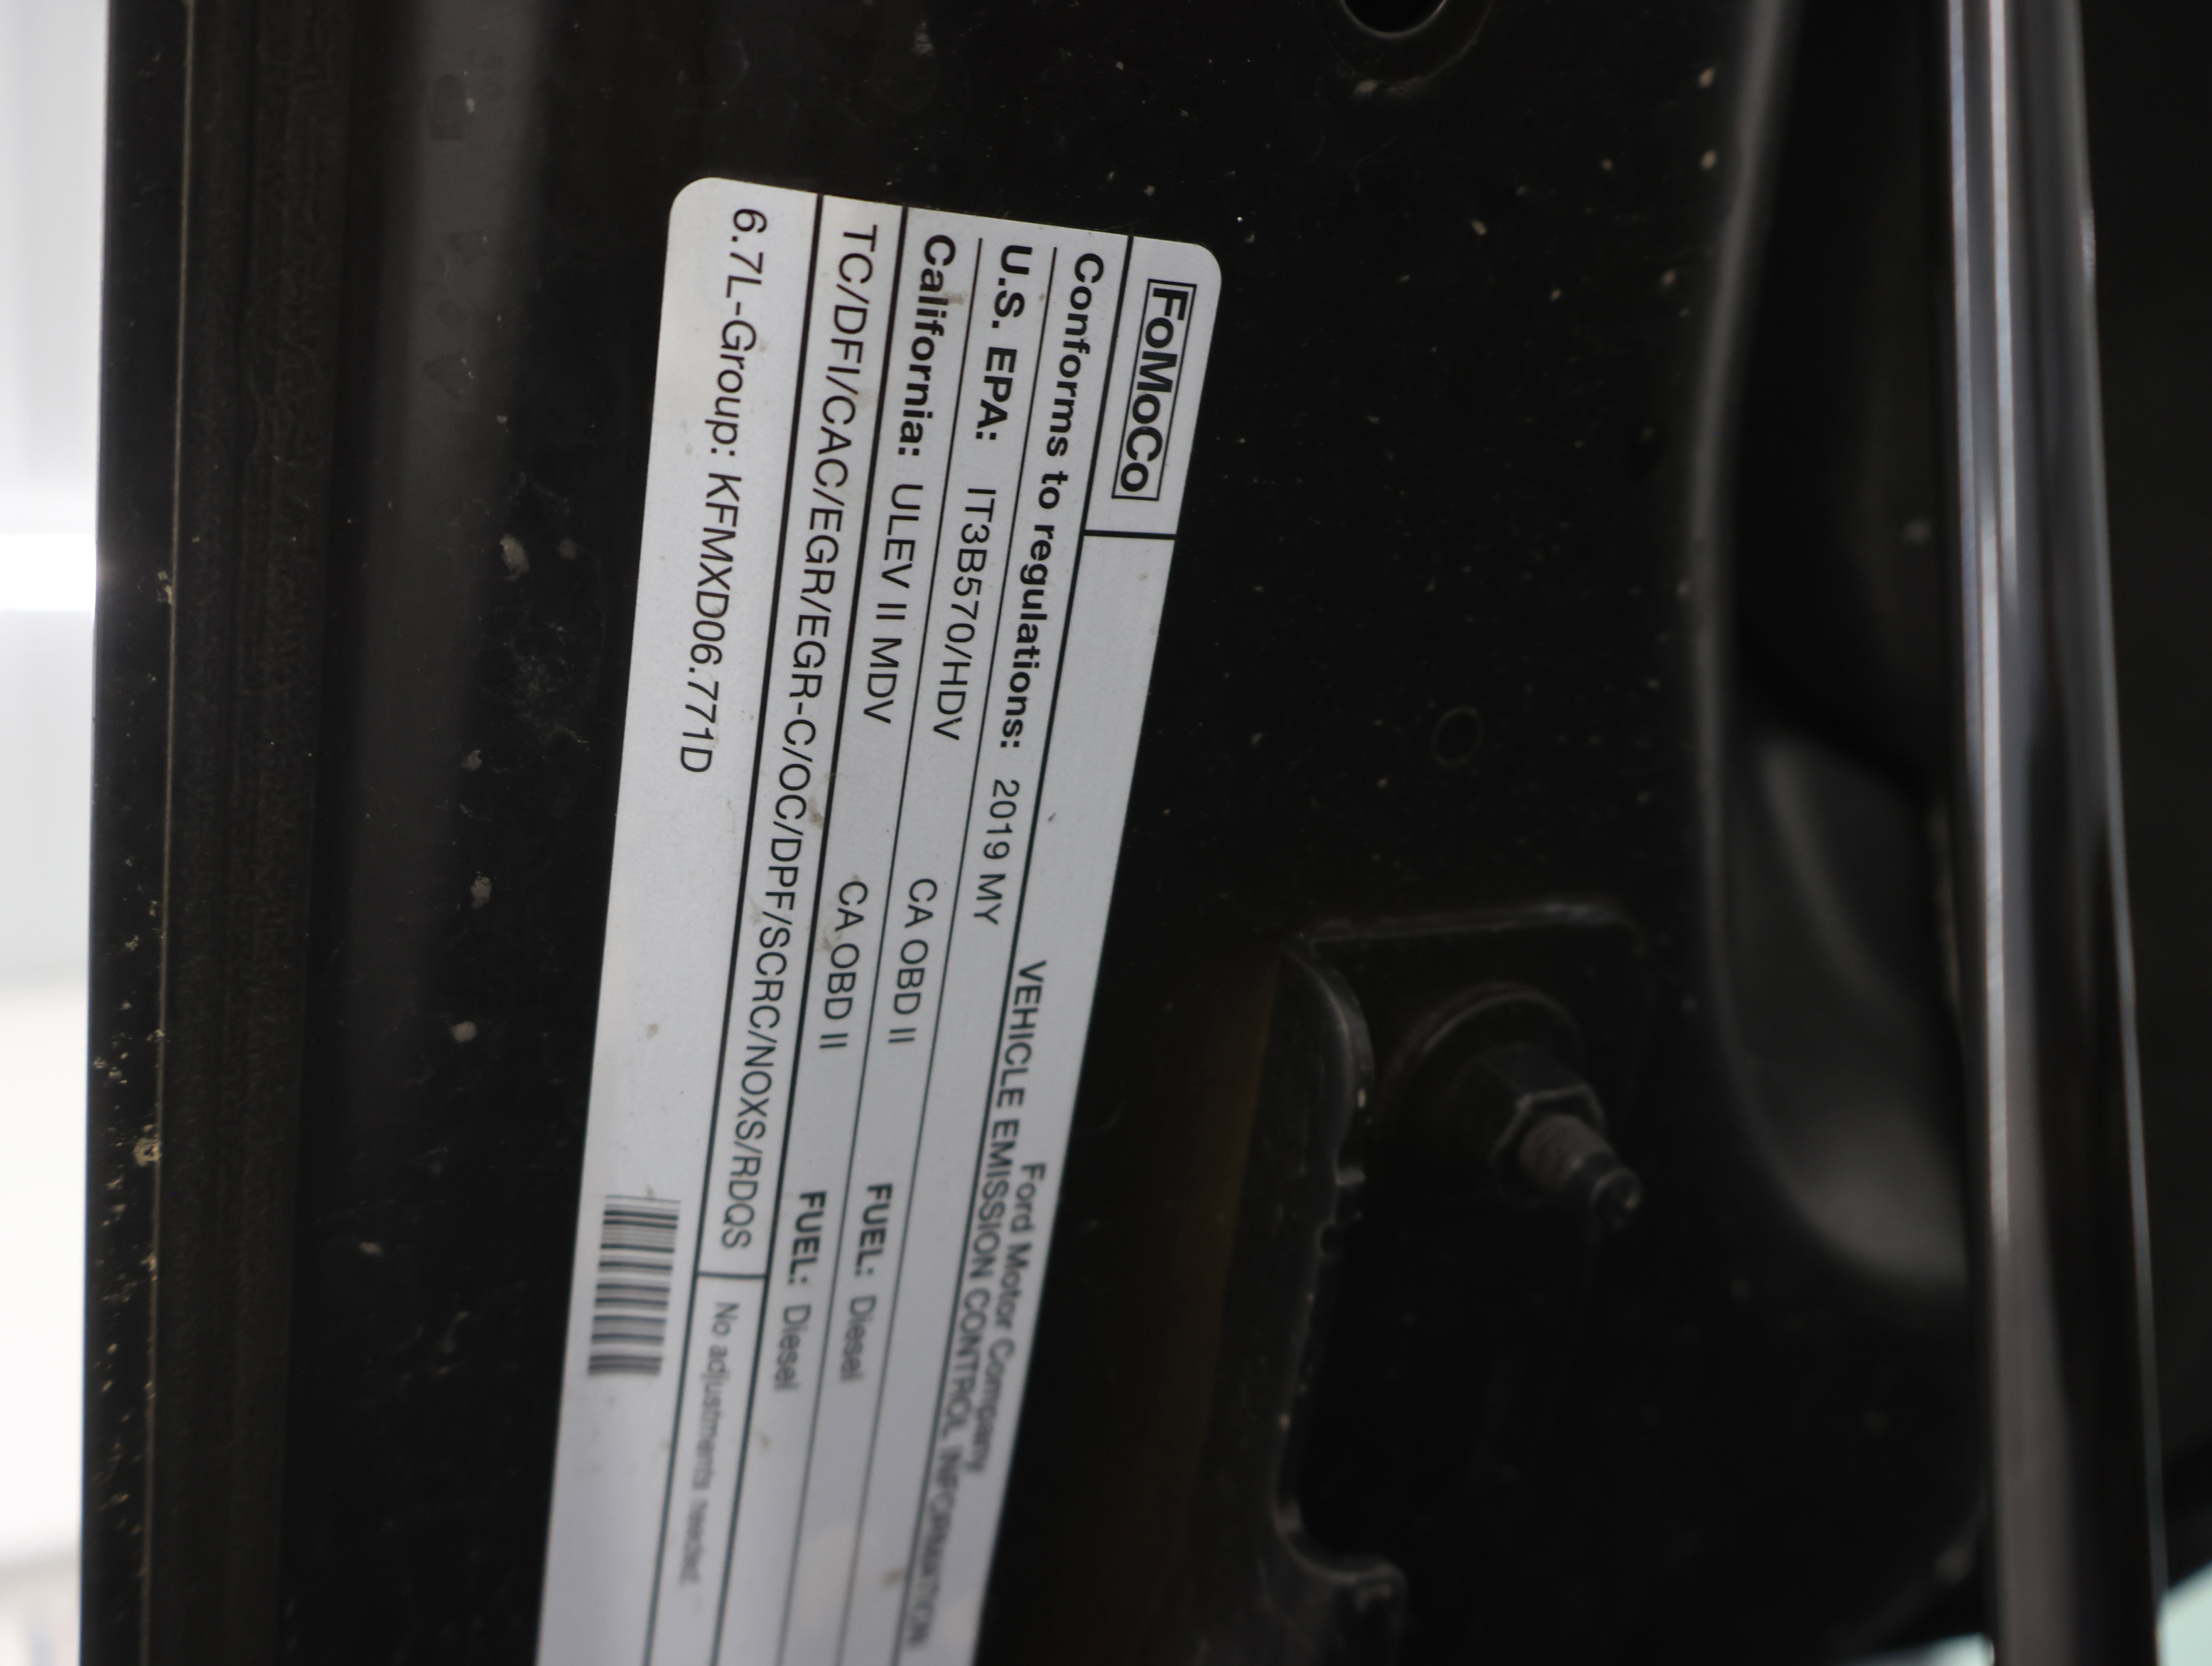 FoMoCo
Ford Motor Company
VEHICLE EMISSION CONTROL INFORMATION
Conforms to regulations: 2019 MY
U.S. EPA: IT3B570/HDV CA OBD II FUEL: Diesel
California: ULEV II MDV CA OBD II FUEL: Diesel
TC/DFI/CAC/EGR/EGR-C/OC/DPF/SCRC/NOXS/RDQS No adjustments needed
6.7L-Group: KFMXD06.771D